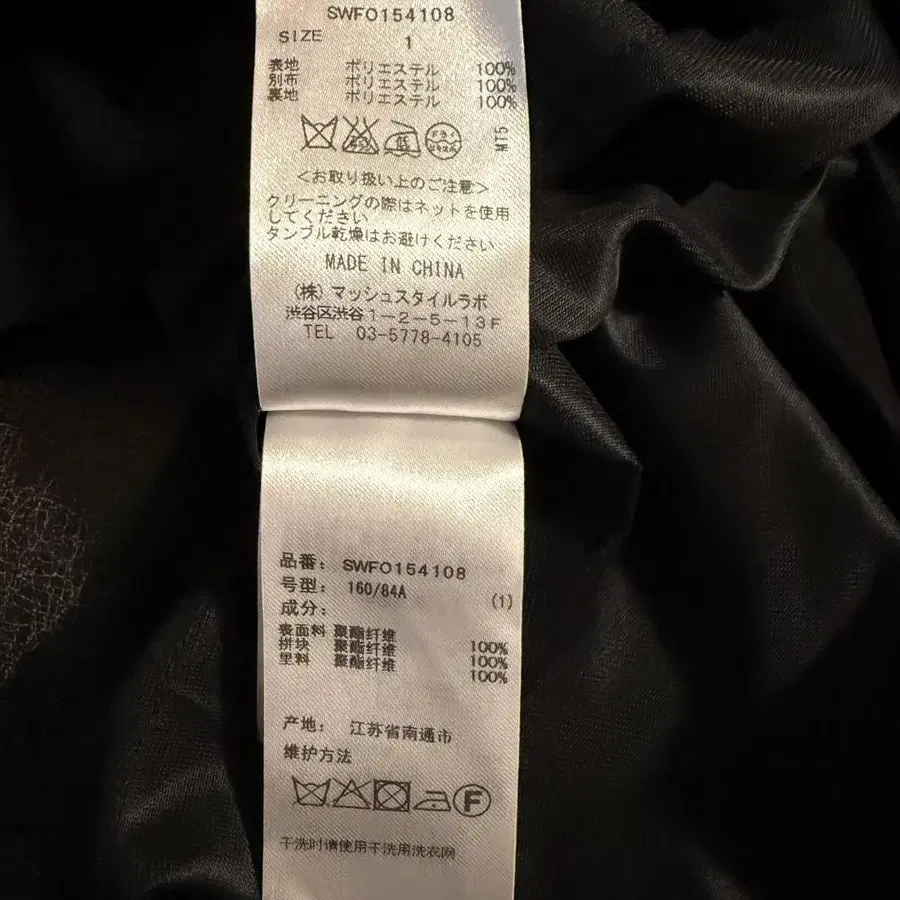 SWFO154108
SIZE 1
表地 ポリエステル 100%
別布 ポリエステル 100%
裏地 ポリエステル 100%
WT5
<お取り扱い上のご注意>
クリーニングの際はネットを使用
してください
タンブル乾燥はお避けください
MADE IN CHINA
(株)マッシュスタイルラボ
渋谷区渋谷1-2-5-13F
TEL 03-5778-4105
品番: SWFO154108
号型: 160/84A (1)
成分:
表面料 聚酯纤维 100%
拼块 聚酯纤维 100%
里料 聚酯纤维 100%
产地: 江苏省南通市
维护方法
F
干洗时请使用干洗用洗衣网